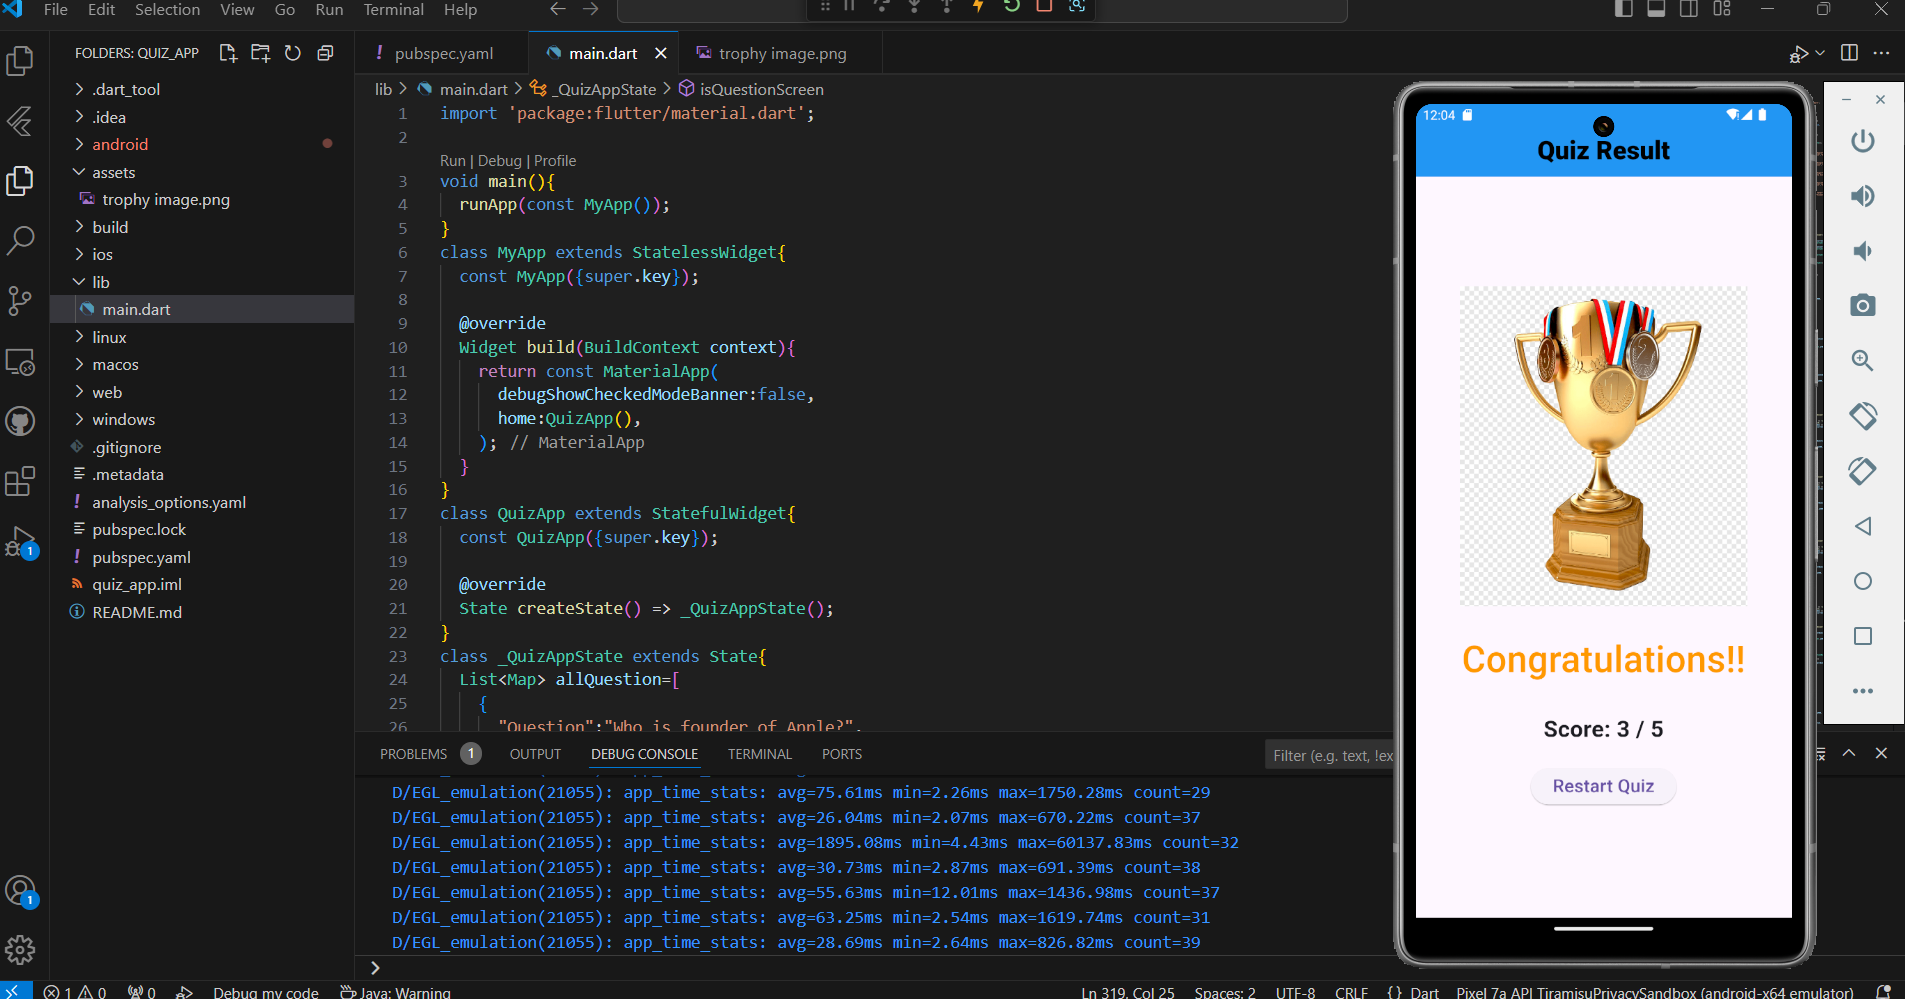 File Edit Selection View Go Run Terminal Help
FOLDERS: QUIZ_APP
.dart_tool
.idea
android
assets
trophy image.png
build
ios
lib
main.dart
linux
macos
web
windows
.gitignore
.metadata
analysis_options.yaml
pubspec.lock
pubspec.yaml
quiz_app.iml
README.md
1
1
pubspec.yaml main.dart trophy image.png
lib > main.dart > _QuizAppState > isQuestionScreen
1 import 'package:flutter/material.dart';
2
Run | Debug | Profile
3 void main(){
4 runApp(const MyApp());
5 }
6 class MyApp extends StatelessWidget{
7 const MyApp({super.key});
8
9 @override
10 Widget build(BuildContext context){
11 return const MaterialApp(
12 debugShowCheckedModeBanner:false,
13 home:QuizApp(),
14 ); // MaterialApp
15 }
16 }
17 class QuizApp extends StatefulWidget{
18 const QuizApp({super.key});
19
20 @override
21 State createState() => _QuizAppState();
22 }
23 class _QuizAppState extends State{
24 List<Map> allQuestion=[
25 {
26 "Question":"Who is founder of Apple?",
PROBLEMS 1 OUTPUT DEBUG CONSOLE TERMINAL PORTS Filter (e.g. text, !ex
D/EGL_emulation(21055): app_time_stats: avg=75.61ms min=2.26ms max=1750.28ms count=29
D/EGL_emulation(21055): app_time_stats: avg=26.04ms min=2.07ms max=670.22ms count=37
D/EGL_emulation(21055): app_time_stats: avg=1895.08ms min=4.43ms max=60137.83ms count=32
D/EGL_emulation(21055): app_time_stats: avg=30.73ms min=2.87ms max=691.39ms count=38
D/EGL_emulation(21055): app_time_stats: avg=55.63ms min=12.01ms max=1436.98ms count=37
D/EGL_emulation(21055): app_time_stats: avg=63.25ms min=2.54ms max=1619.74ms count=31
D/EGL_emulation(21055): app_time_stats: avg=28.69ms min=2.64ms max=826.82ms count=39
>
12:04
Quiz Result
1
Congratulations!!
Score: 3 / 5
Restart Quiz
1 0 0 Debug my code Java: Warning Ln 319, Col 25 Spaces: 2 UTF-8 CRLF {} Dart Pixel 7a API TiramisuPrivacySandbox (android-x64 emulator)